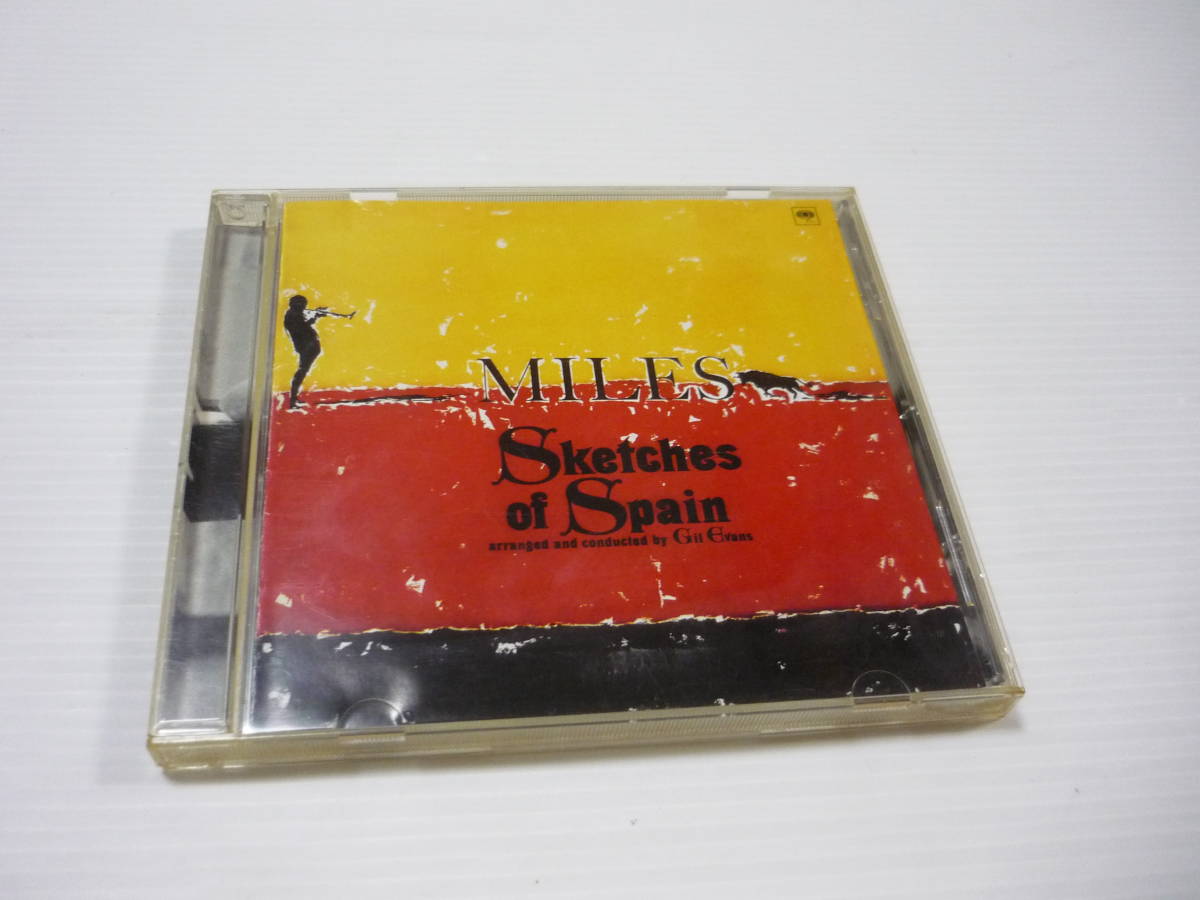 MILES
Sketches
of Spain
arranged and conducted by Gil Evans